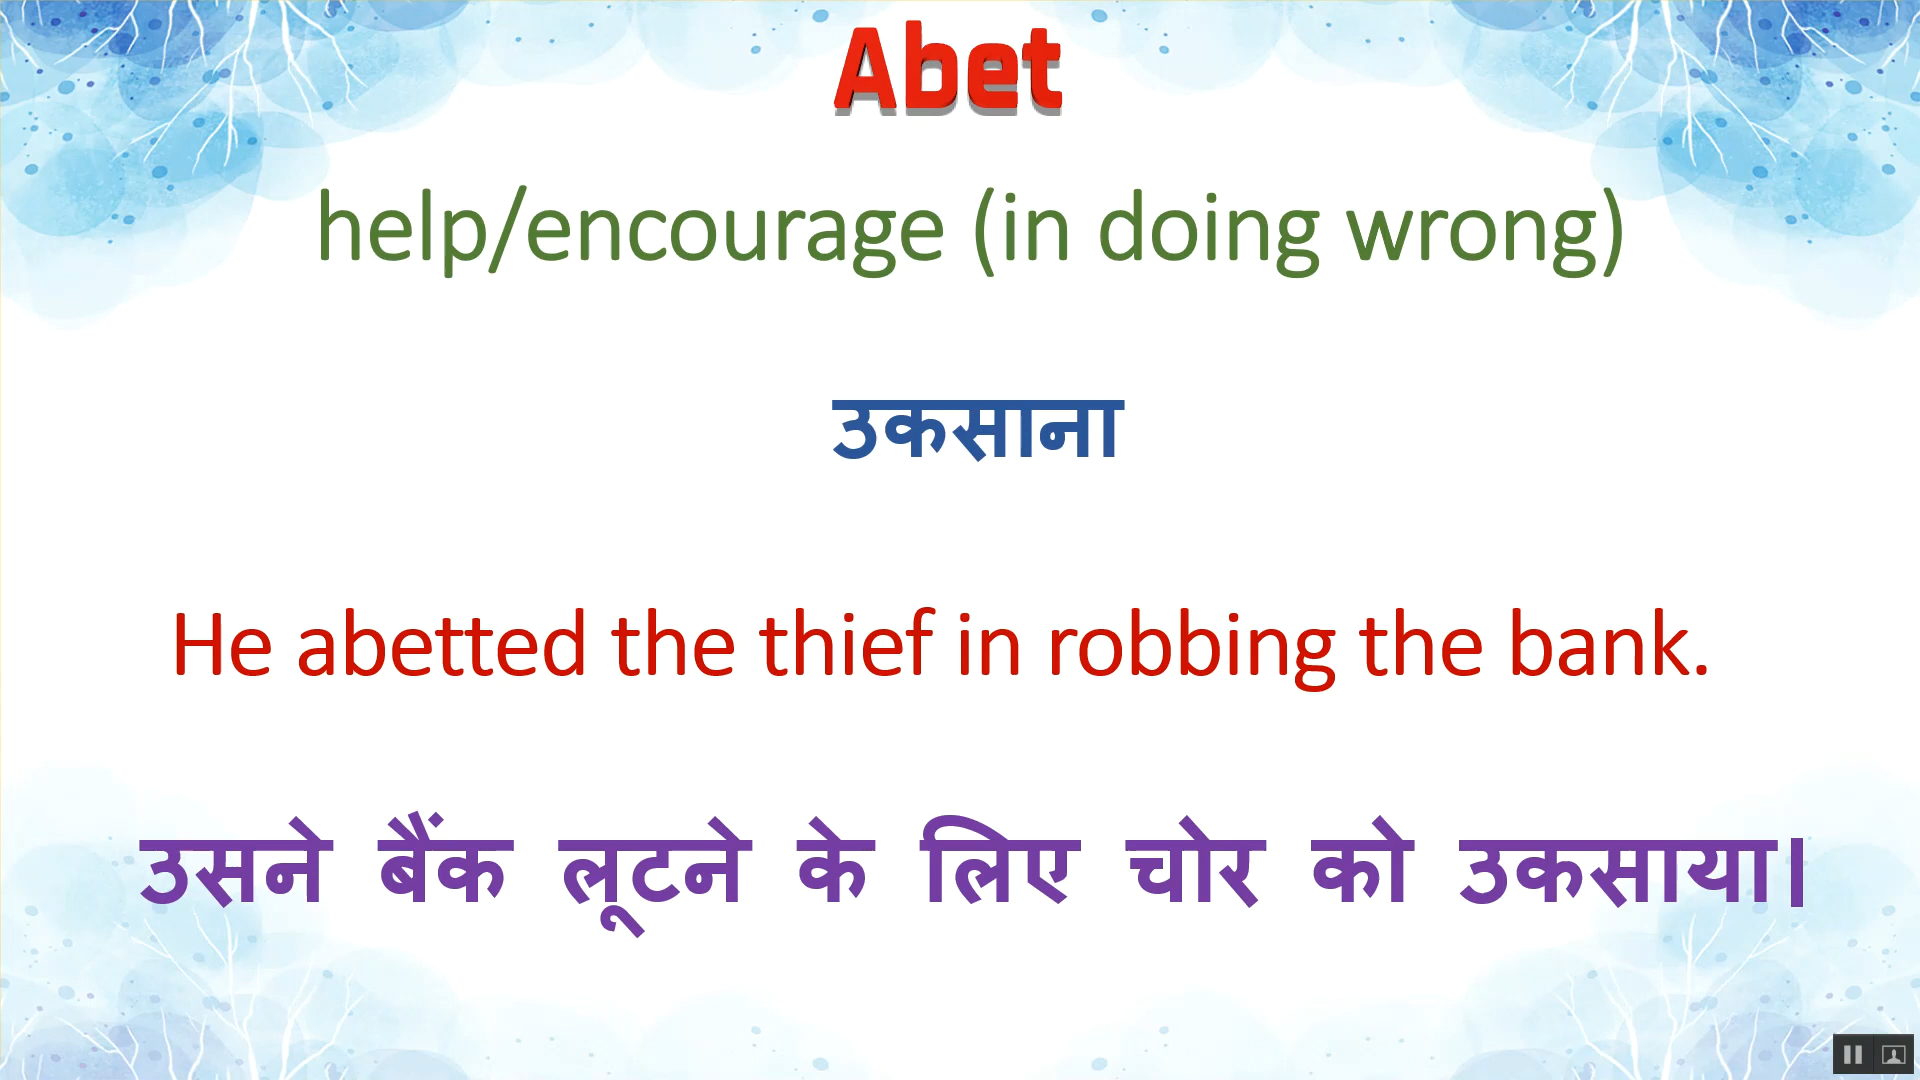 Abet
help/encourage (in doing wrong)
उकसाना
He abetted the thief in robbing the bank.
उसने बैंक लूटने के लिए चोर को उकसाया।